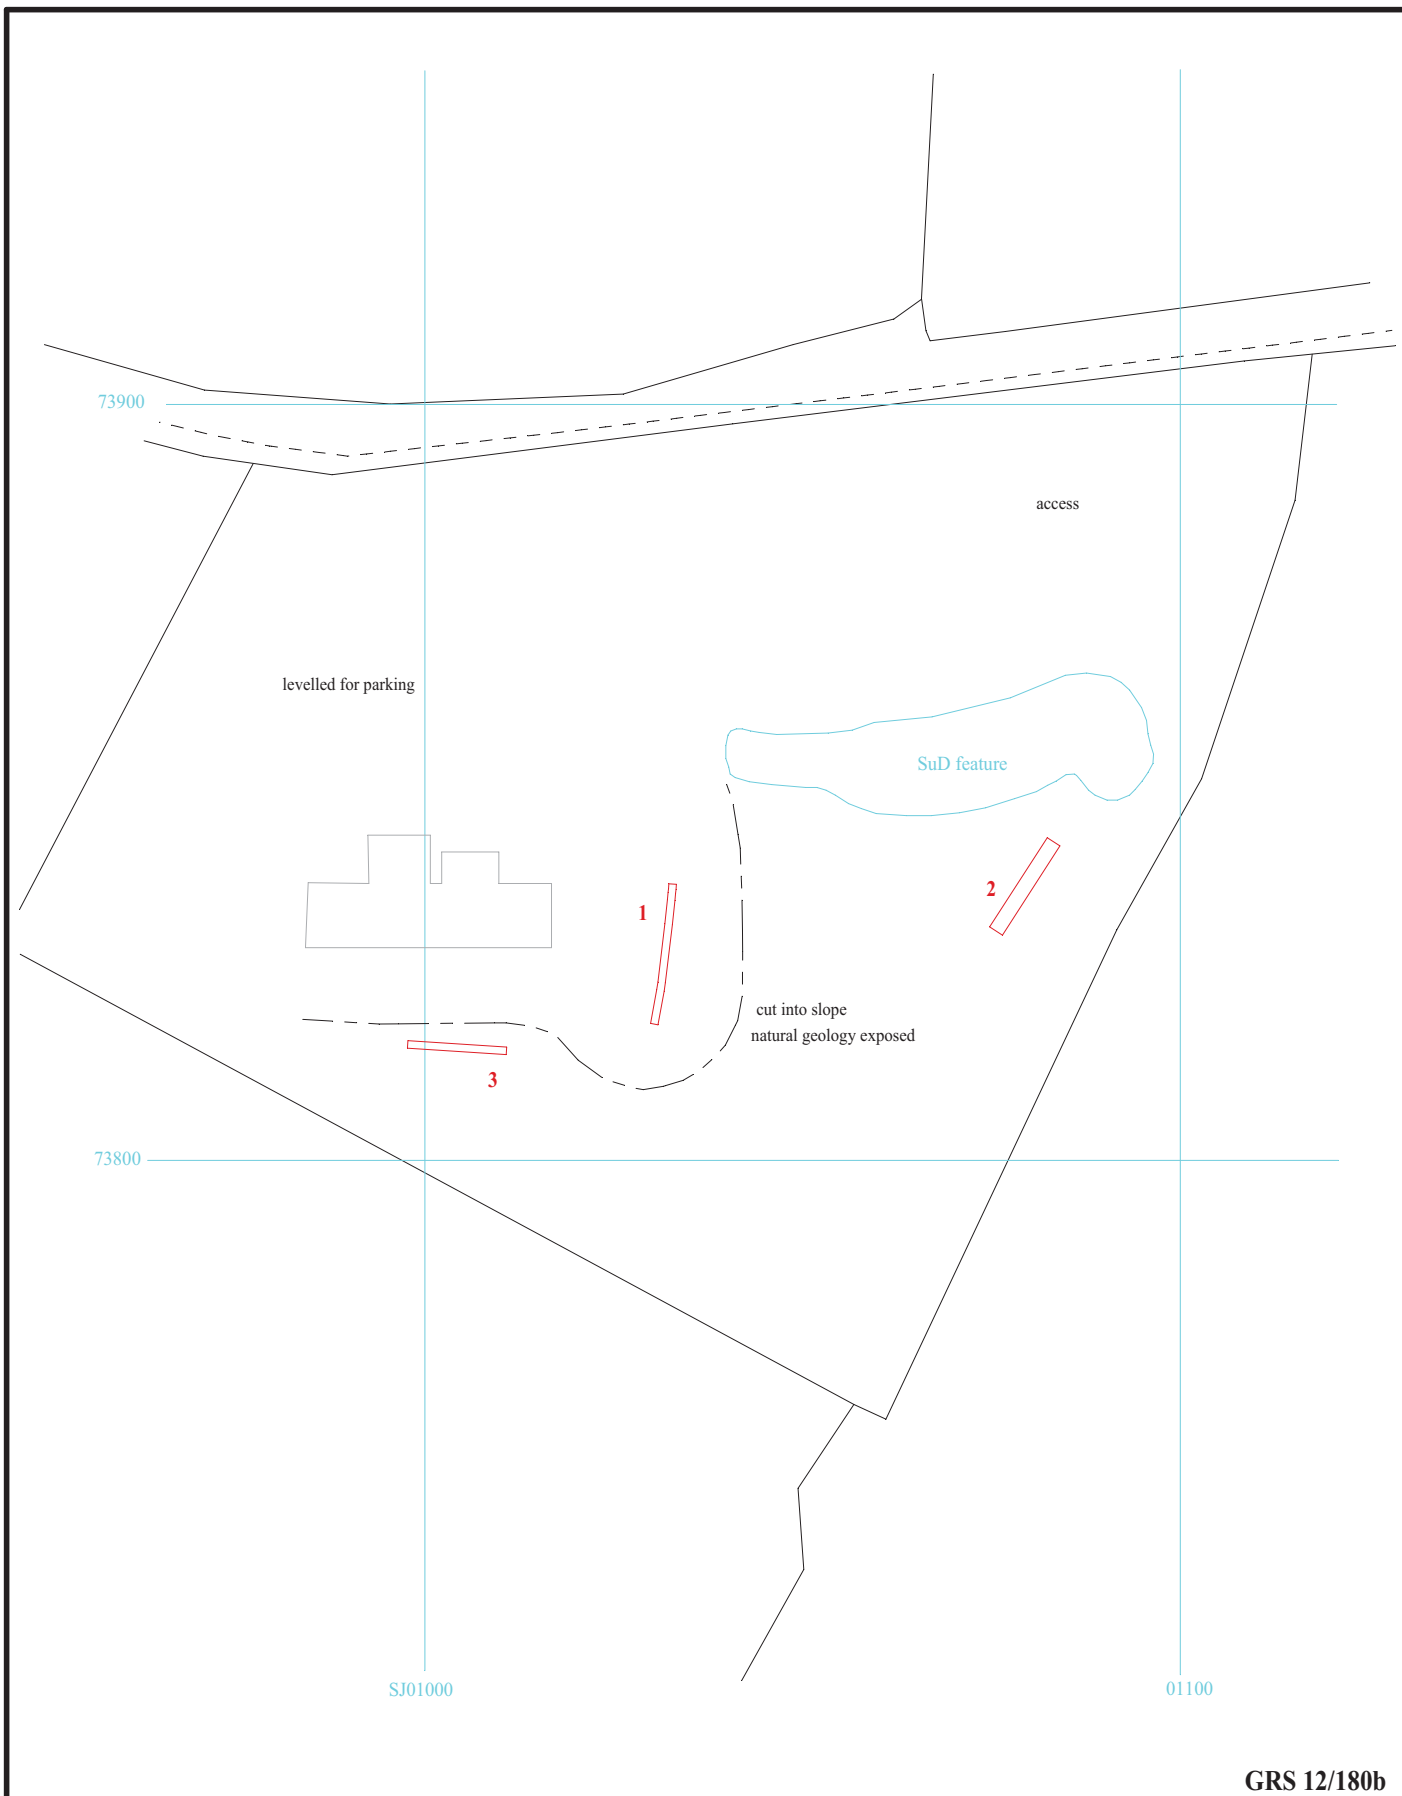 73900
access
levelled for parking
SuD feature
2
1
cut into slope
natural geology exposed
3
73800
SJ01000
01100
GRS 12/180b